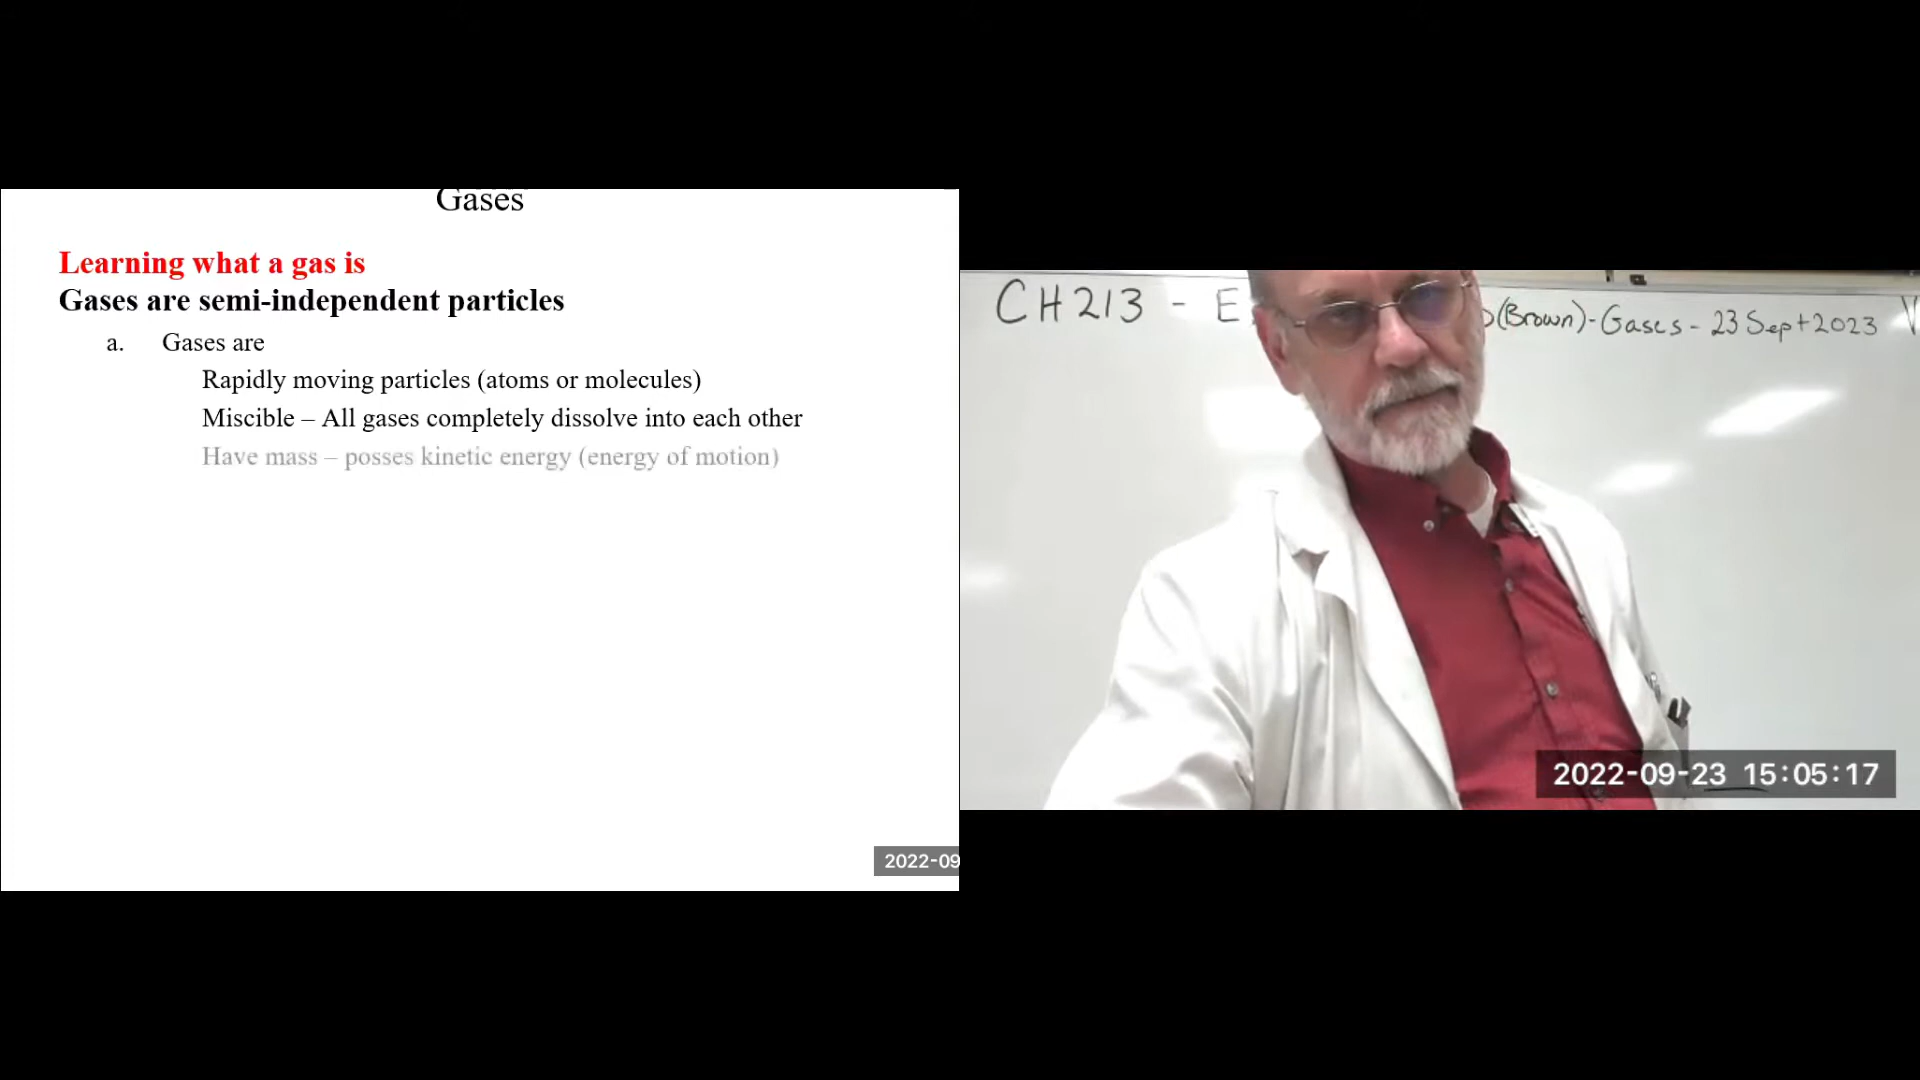 Gases
Learning what a gas is
Gases are semi-independent particles
a. Gases are
Rapidly moving particles (atoms or molecules)
Miscible – All gases completely dissolve into each other
Have mass – posses kinetic energy (energy of motion)
2022-09
CH213 - E
(Brown)-Gases - 23 Sept 2023
2022-09-23 15:05:17